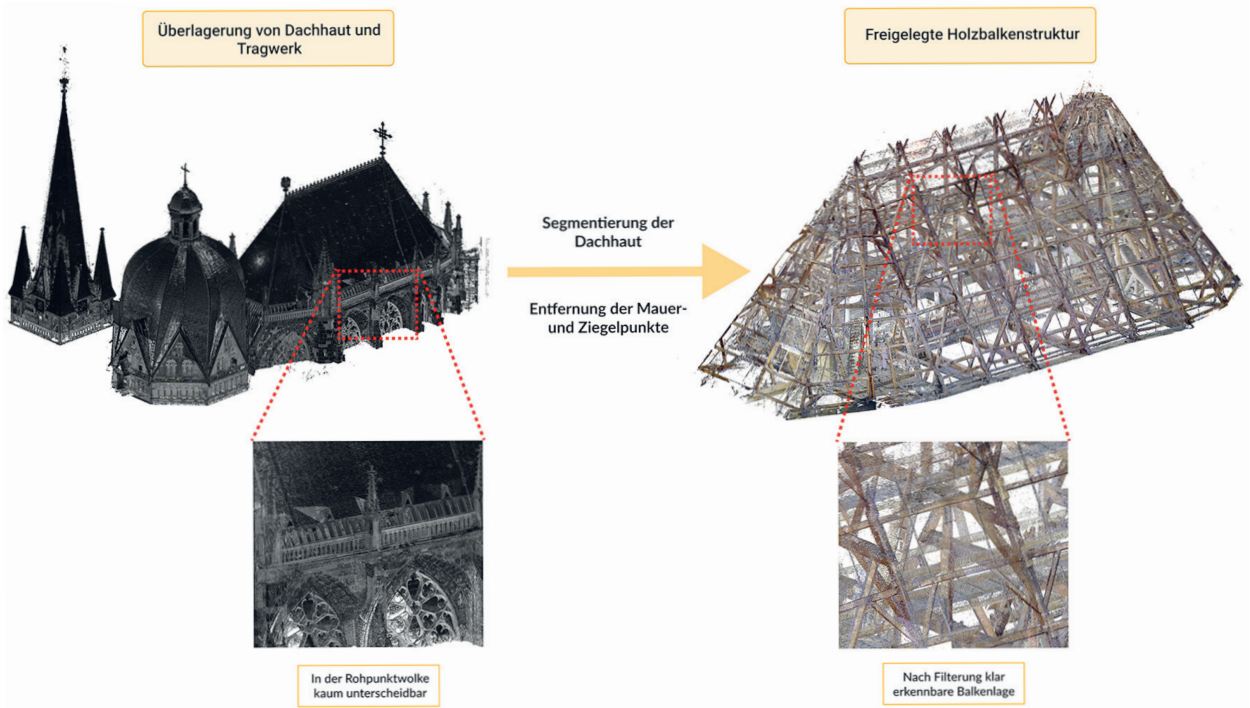 Überlagerung von Dachhaut und
Tragwerk
Freigelegte Holzbalkenstruktur
Segmentierung der
Dachhaut
Entfernung der Mauer-
und Ziegelpunkte
In der Rohpunktwolke
kaum unterscheidbar
Nach Filterung klar
erkennbare Balkenlage